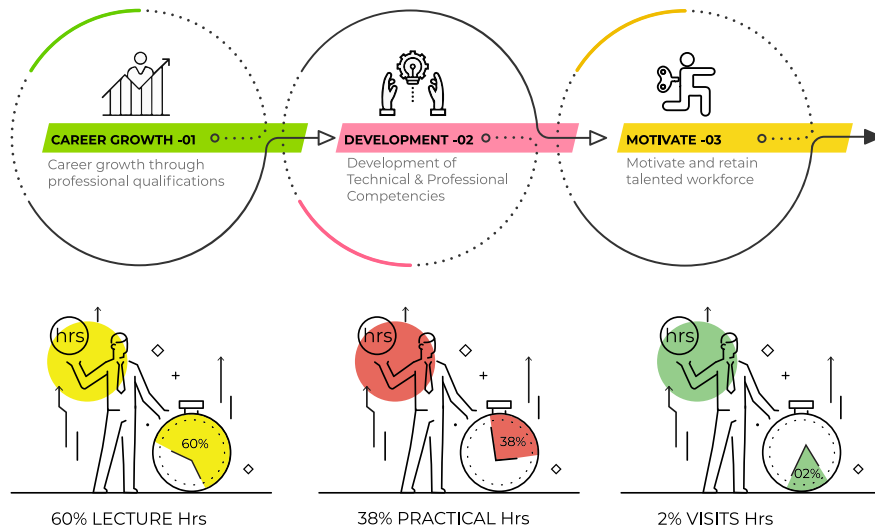 CAREER GROWTH -01
Career growth through
professional qualifications
DEVELOPMENT -02
Development of
Technical & Professional
Competencies
MOTIVATE -03
Motivate and retain
talented workforce
hrs
60%
60% LECTURE Hrs
hrs
38%
38% PRACTICAL Hrs
hrs
02%
2% VISITS Hrs